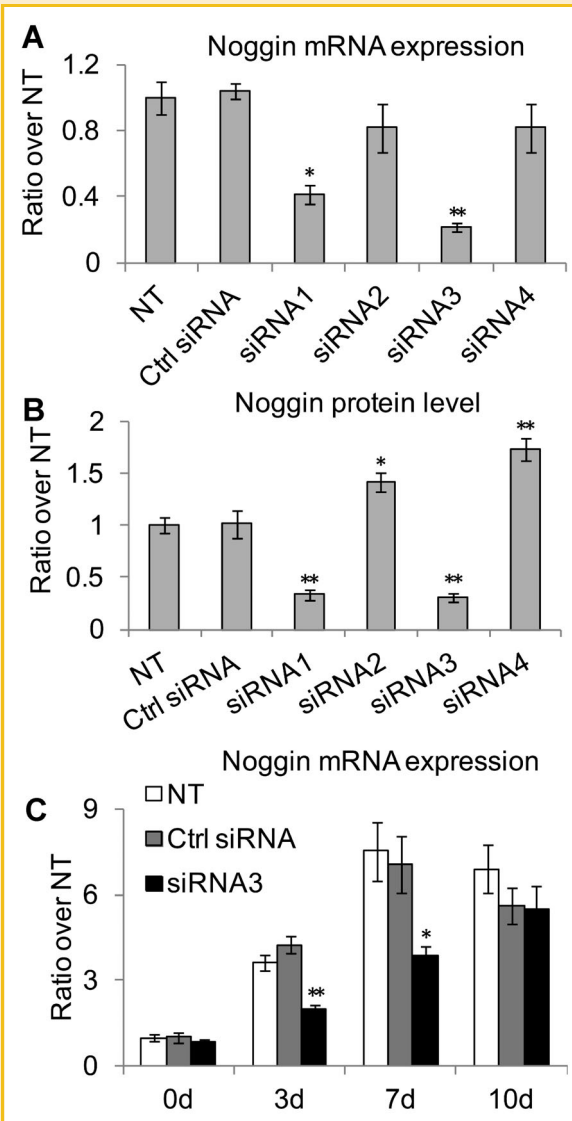 A
Noggin mRNA expression
Ratio over NT
1.2
0.8
0.4
0
*
**
NT
Ctrl siRNA
siRNA1
siRNA2
siRNA3
siRNA4
B
Noggin protein level
Ratio over NT
2
1.5
1
0.5
0
**
*
**
**
NT
Ctrl siRNA
siRNA1
siRNA2
siRNA3
siRNA4
Noggin mRNA expression
C
NT
Ctrl siRNA
siRNA3
Ratio over NT
9
6
3
0
**
*
0d
3d
7d
10d